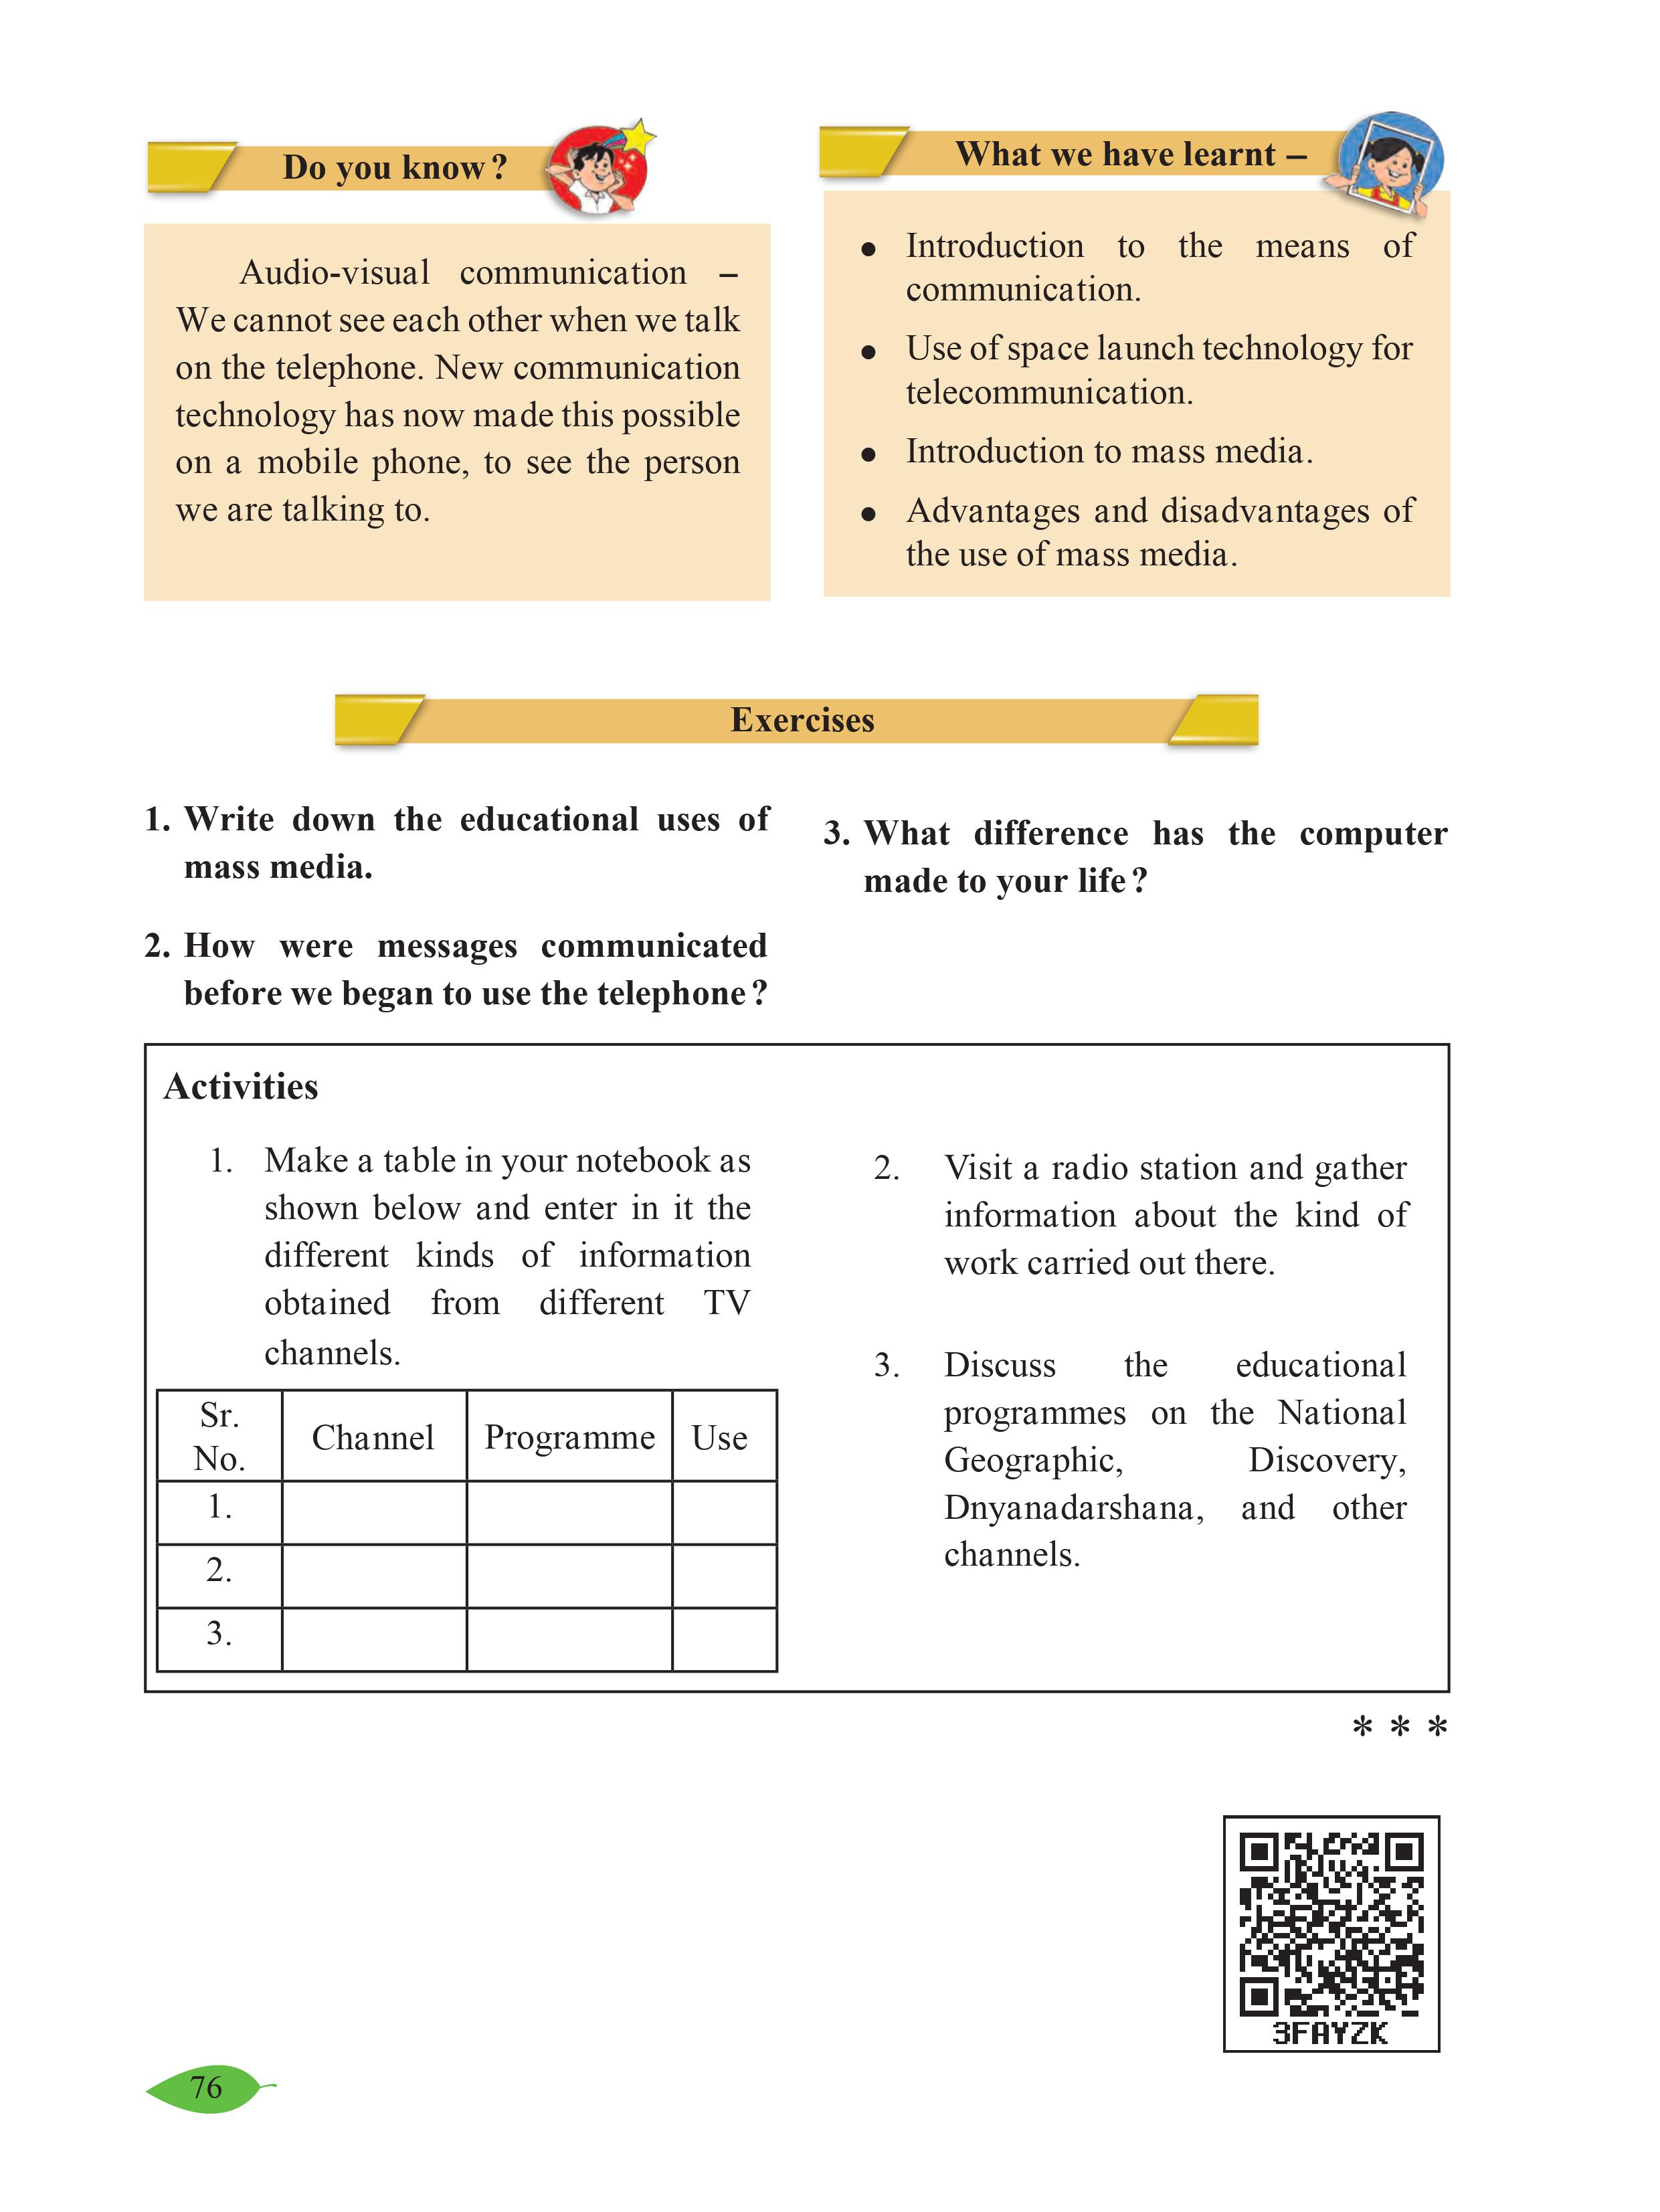 Do you know ?
Audio-visual communication –
We cannot see each other when we talk
on the telephone. New communication
technology has now made this possible
on a mobile phone, to see the person
we are talking to.
What we have learnt –
● Introduction to the means of
communication.
● Use of space launch technology for
telecommunication.
● Introduction to mass media.
● Advantages and disadvantages of
the use of mass media.
Exercises
1. Write down the educational uses of
mass media.
2. How were messages communicated
before we began to use the telephone ?
3. What difference has the computer
made to your life ?
Activities
1. Make a table in your notebook as
shown below and enter in it the
different kinds of information
obtained from different TV
channels.
Sr.
No.
Channel
Programme
Use
1.
2.
3.
2. Visit a radio station and gather
information about the kind of
work carried out there.
3. Discuss the educational
programmes on the National
Geographic, Discovery,
Dnyanadarshana, and other
channels.
* * *
3FAYZK
76